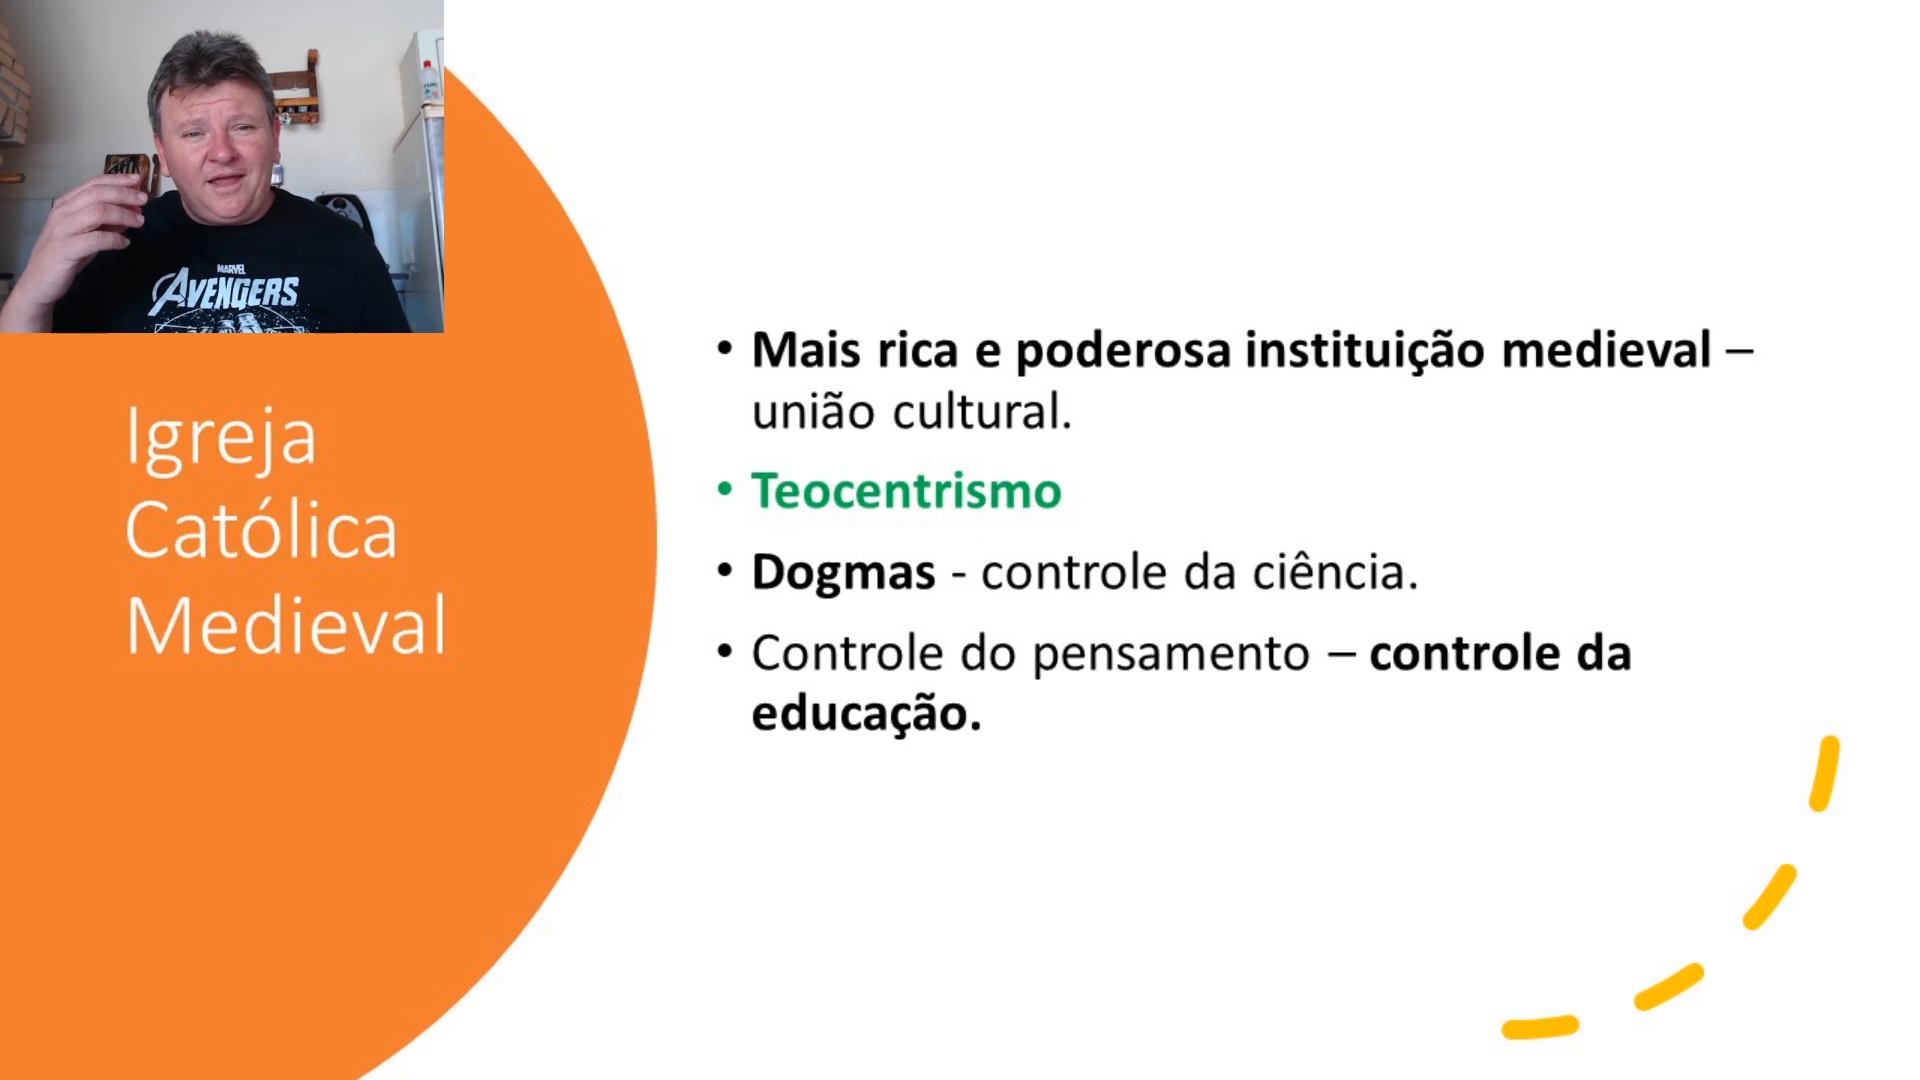 MARVEL
AVENGERS
Igreja
Católica
Medieval
• Mais rica e poderosa instituição medieval –
união cultural.
• Teocentrismo
• Dogmas - controle da ciência.
• Controle do pensamento – controle da
educação.